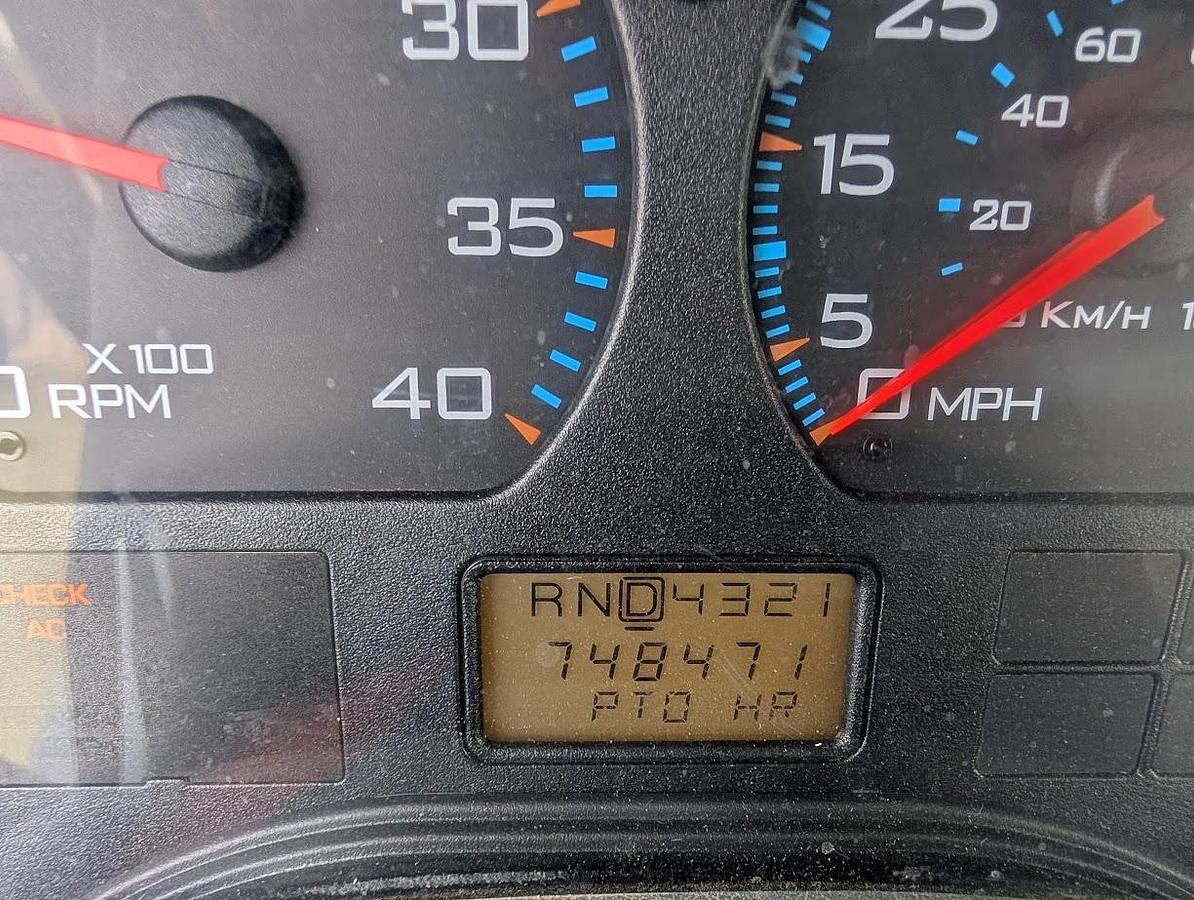 30
35
40
X 100
RPM
25
15
5
0 MPH
60
40
20
KM/H
CHECK
AC
RND4321
748471
PTO HR